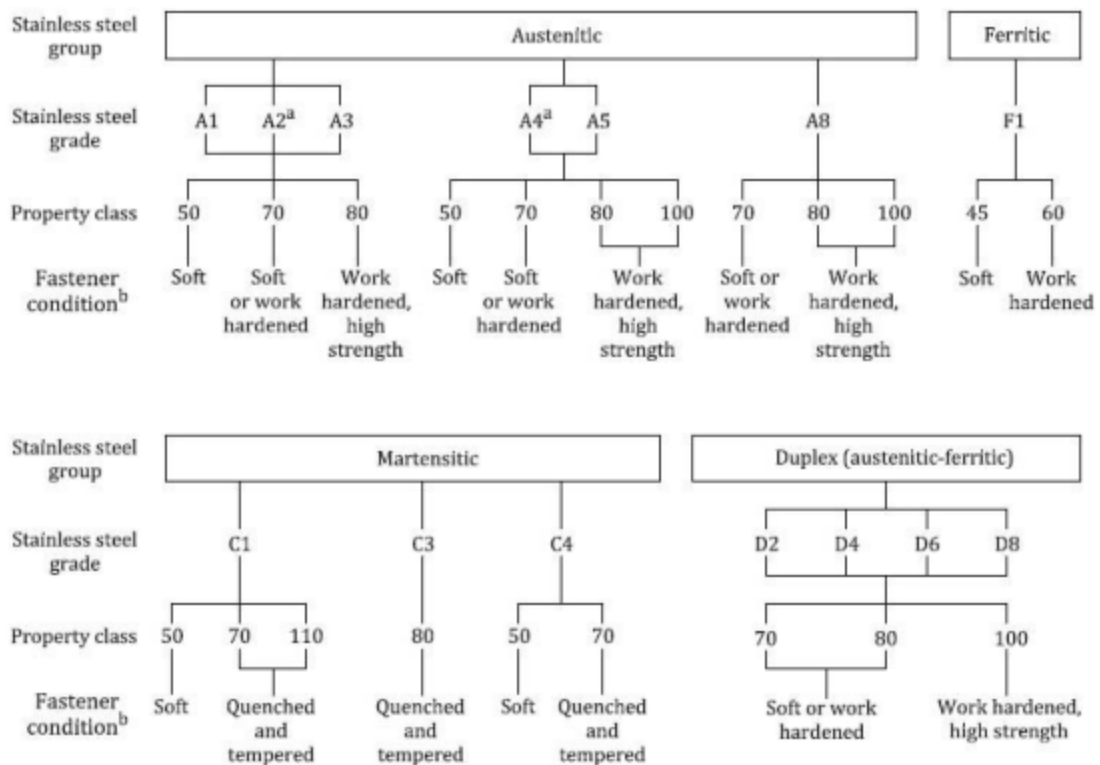 Stainless steel group
Austenitic
Ferritic
Stainless steel grade
A1 A2ᵃ A3 A4ᵃ A5 A8 F1
Property class
50 70 80 50 70 80 100 70 80 100 45 60
Fastener conditionᵇ
Soft
Soft or work hardened
Work hardened, high strength
Soft
Soft or work hardened
Work hardened, high strength
Soft or work hardened
Work hardened, high strength
Soft
Work hardened
Stainless steel group
Martensitic
Duplex (austenitic-ferritic)
Stainless steel grade
C1 C3 C4 D2 D4 D6 D8
Property class
50 70 110 80 50 70 70 80 100
Fastener conditionᵇ
Soft
Quenched and tempered
Quenched and tempered
Soft
Quenched and tempered
Soft or work hardened
Work hardened, high strength